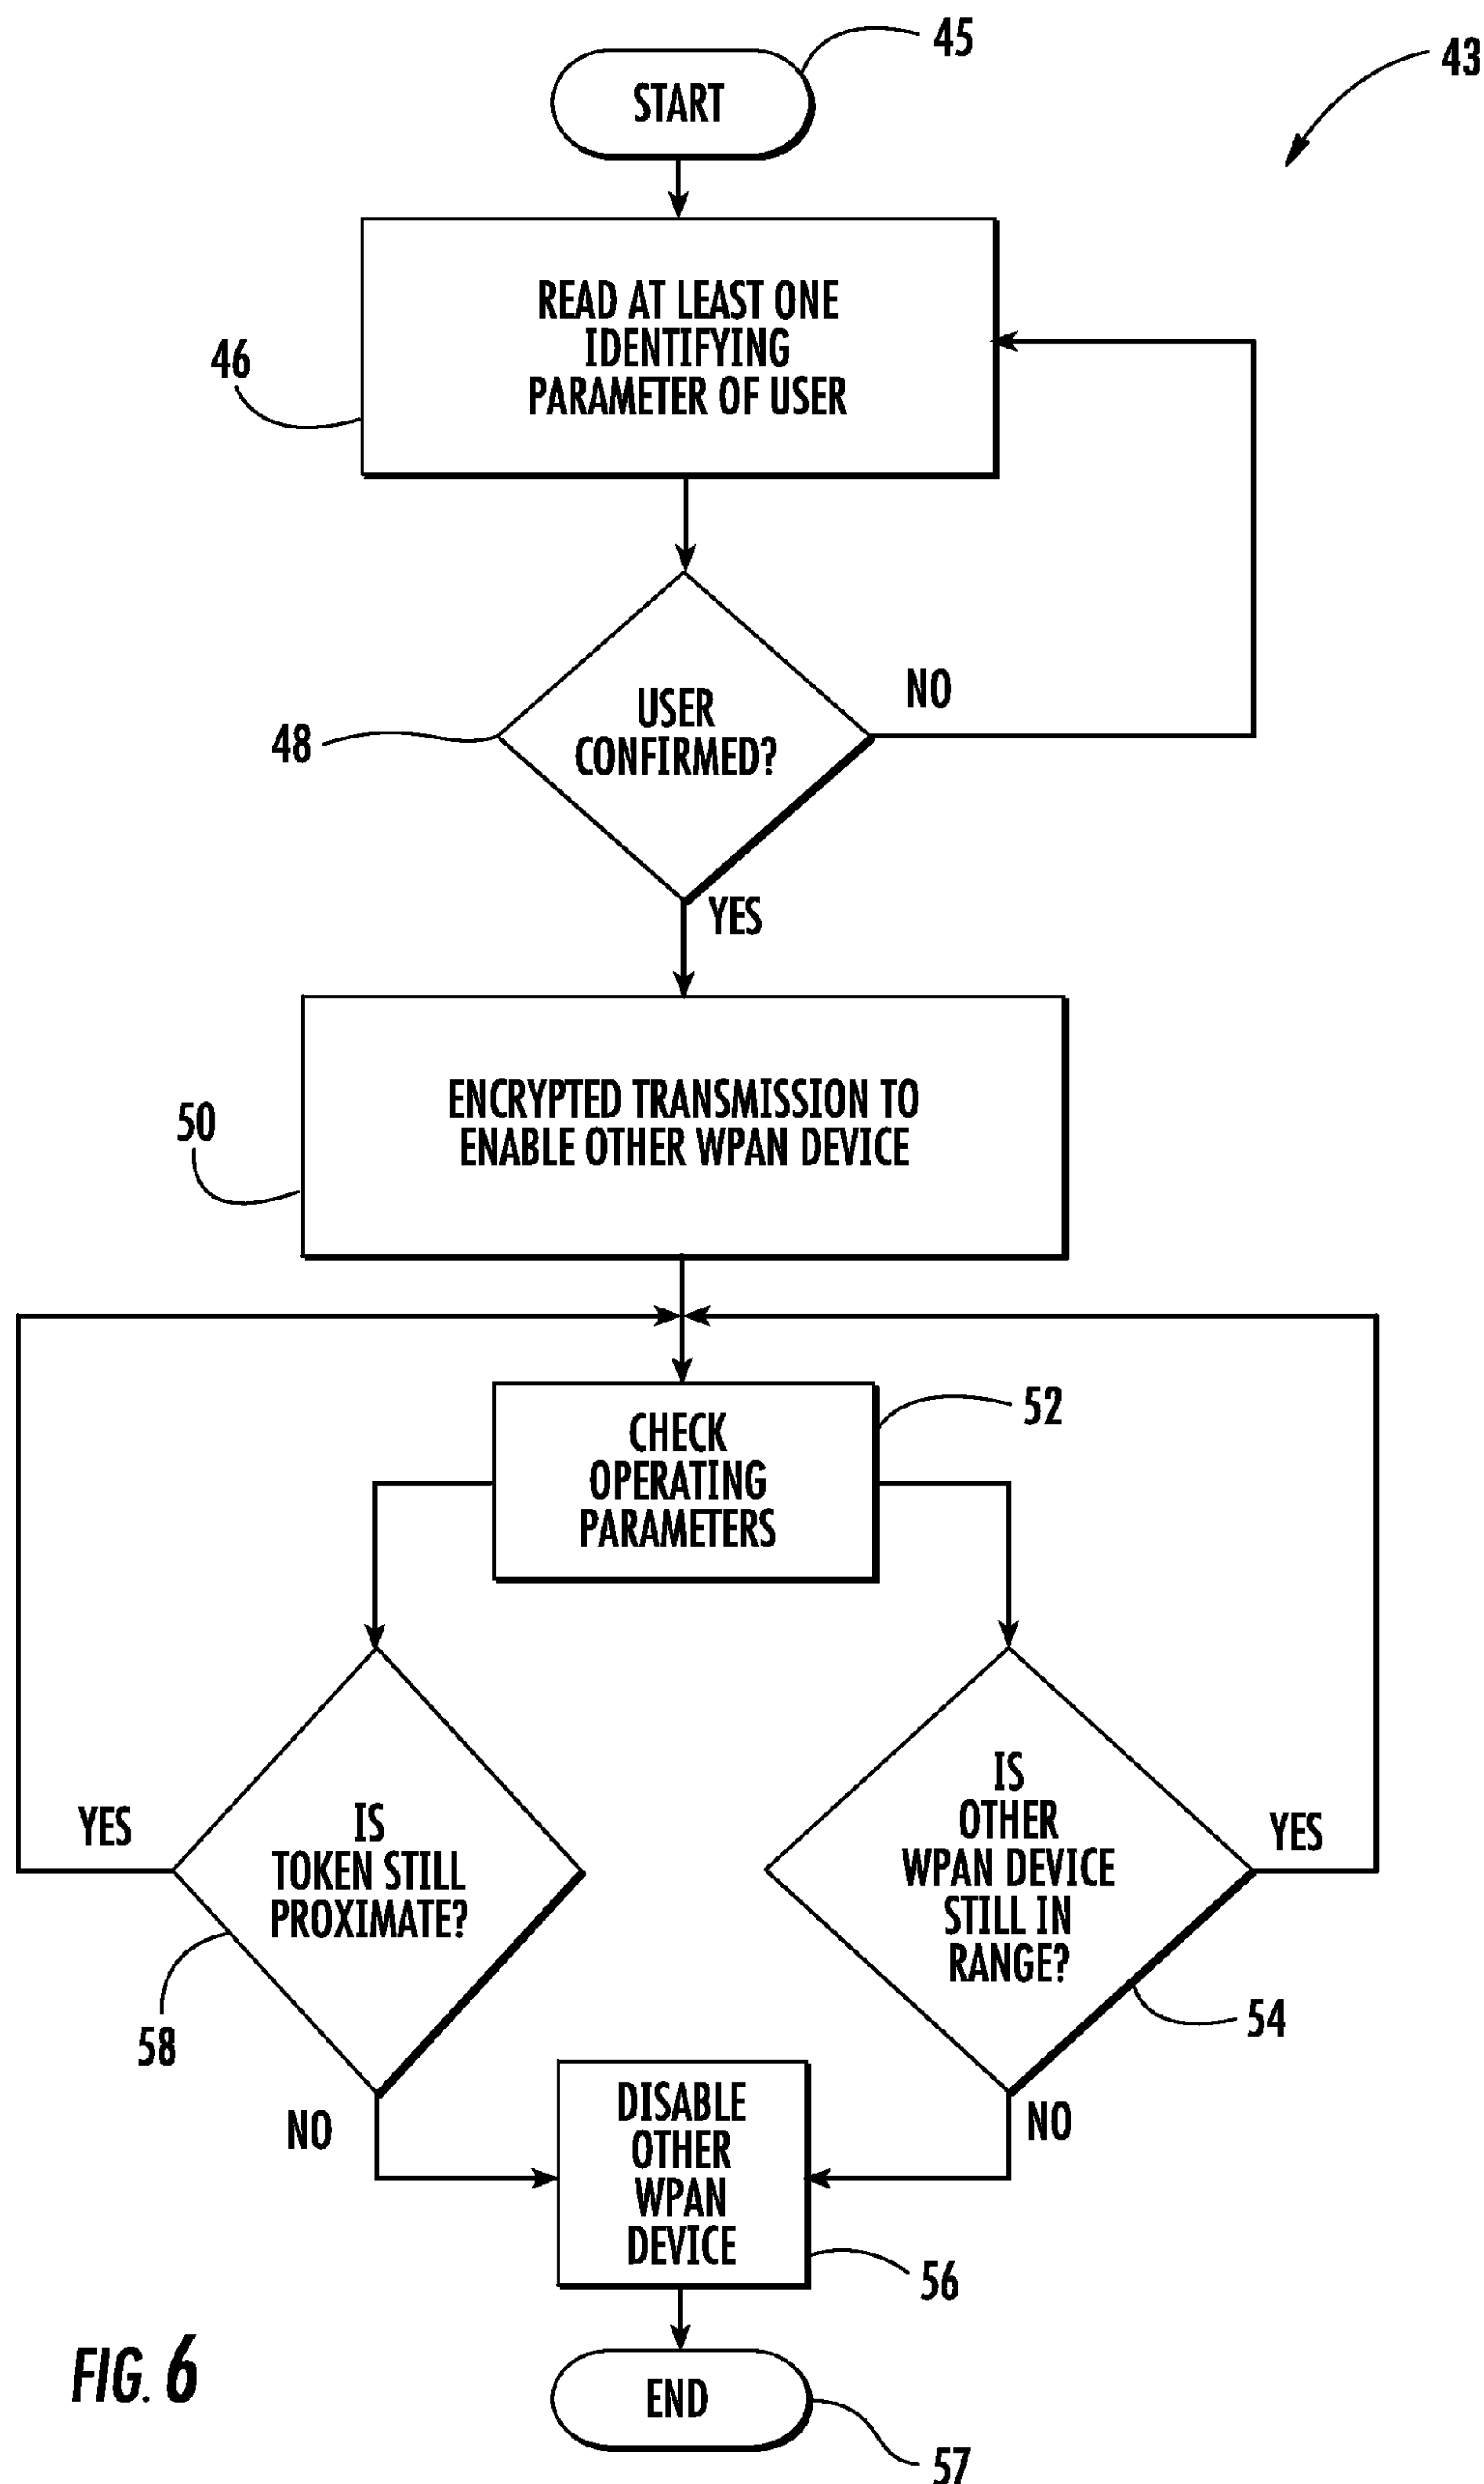 45
43
START
READ AT LEAST ONE
IDENTIFYING
PARAMETER OF USER
46
USER
CONFIRMED?
NO
48
YES
ENCRYPTED TRANSMISSION TO
ENABLE OTHER WPAN DEVICE
50
CHECK
OPERATING
PARAMETERS
52
IS
TOKEN STILL
PROXIMATE?
YES
58
NO
IS
OTHER
WPAN DEVICE
STILL IN
RANGE?
YES
54
NO
DISABLE
OTHER
WPAN
DEVICE
56
END
57
FIG. 6